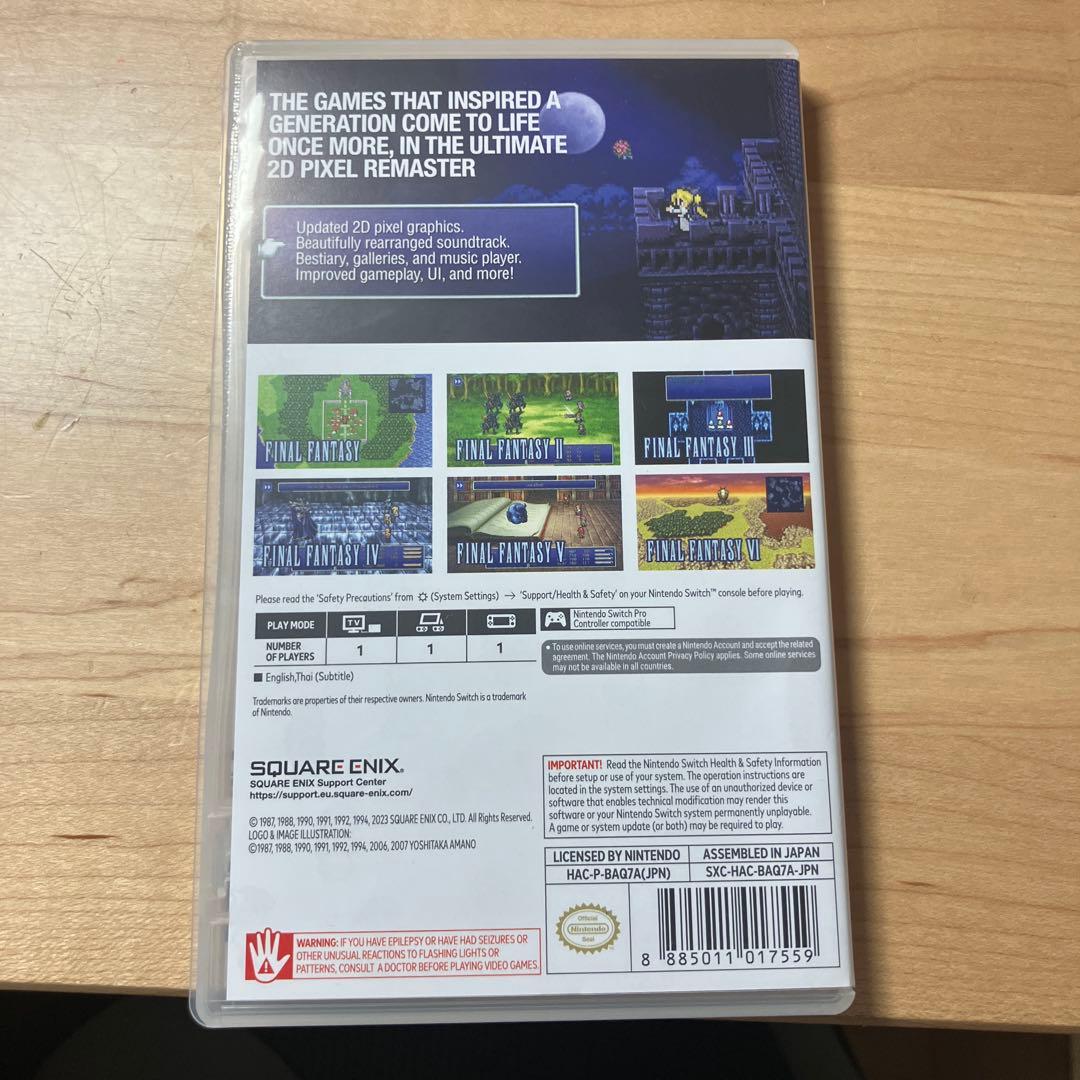 THE GAMES THAT INSPIRED A
GENERATION COME TO LIFE
ONCE MORE, IN THE ULTIMATE
2D PIXEL REMASTER
Updated 2D pixel graphics.
Beautifully rearranged soundtrack.
Bestiary, galleries, and music player.
Improved gameplay, UI, and more!
FINAL FANTASY
FINAL FANTASY II
FINAL FANTASY III
FINAL FANTASY IV
FINAL FANTASY V
FINAL FANTASY VI
Please read the 'Safety Precautions' from (System Settings) → 'Support/Health & Safety' on your Nintendo Switch™ console before playing.
PLAY MODE
TV
NUMBER
OF PLAYERS
1
1
1
Nintendo Switch Pro
Controller compatible
• To use online services, you must create a Nintendo Account and accept the related
agreement. The Nintendo Account Privacy Policy applies. Some online services
may not be available in all countries.
■ English,Thai (Subtitle)
Trademarks are properties of their respective owners. Nintendo Switch is a trademark
of Nintendo.
SQUARE ENIX®
SQUARE ENIX Support Center
https://support.eu.square-enix.com/
© 1987, 1988, 1990, 1991, 1992, 1994, 2023 SQUARE ENIX CO., LTD. All Rights Reserved.
LOGO & IMAGE ILLUSTRATION:
©1987, 1988, 1990, 1991, 1992, 1994, 2006, 2007 YOSHITAKA AMANO
IMPORTANT! Read the Nintendo Switch Health & Safety Information
before setup or use of your system. The operation instructions are
located in the system settings. The use of an unauthorized device or
software that enables technical modification may render this
software or your Nintendo Switch system permanently unplayable.
A game or system update (or both) may be required to play.
LICENSED BY NINTENDO
ASSEMBLED IN JAPAN
HAC-P-BAQ7A(JPN)
SXC-HAC-BAQ7A-JPN
WARNING: IF YOU HAVE EPILEPSY OR HAVE HAD SEIZURES OR
OTHER UNUSUAL REACTIONS TO FLASHING LIGHTS OR
PATTERNS, CONSULT A DOCTOR BEFORE PLAYING VIDEO GAMES.
Official
Nintendo
Seal
8 885011 017559